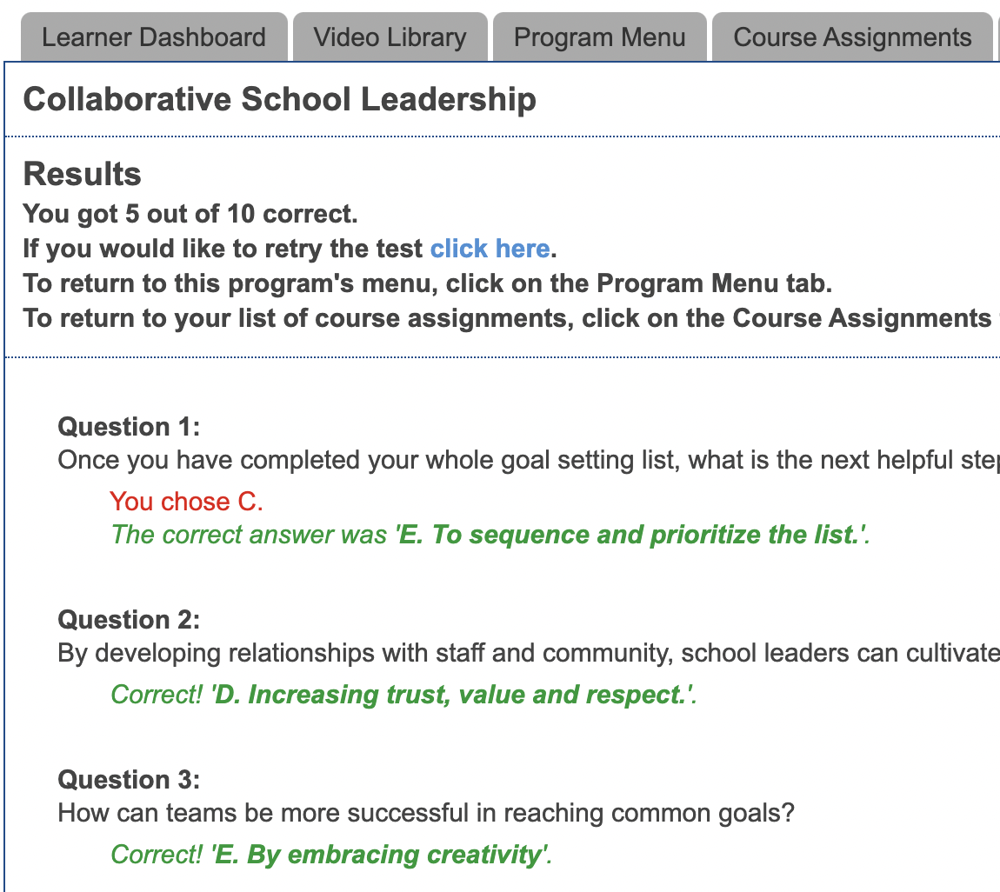 Learner Dashboard Video Library Program Menu Course Assignments
Collaborative School Leadership
Results
You got 5 out of 10 correct.
If you would like to retry the test click here.
To return to this program's menu, click on the Program Menu tab.
To return to your list of course assignments, click on the Course Assignments
Question 1:
Once you have completed your whole goal setting list, what is the next helpful step
You chose C.
The correct answer was 'E. To sequence and prioritize the list.'.
Question 2:
By developing relationships with staff and community, school leaders can cultivate
Correct! 'D. Increasing trust, value and respect.'.
Question 3:
How can teams be more successful in reaching common goals?
Correct! 'E. By embracing creativity'.